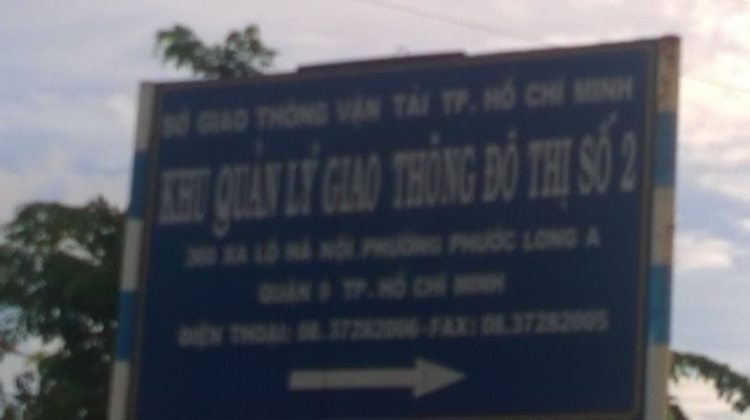 SỞ GIAO THÔNG VẬN TẢI TP. HỒ CHÍ MINH
KHU QUẢN LÝ GIAO THÔNG ĐÔ THỊ SỐ 2
360 XA LỘ HÀ NỘI PHƯỜNG PHƯỚC LONG A
QUẬN 9 TP. HỒ CHÍ MINH
ĐIỆN THOẠI: 08.37282006-FAX: 08.37282005